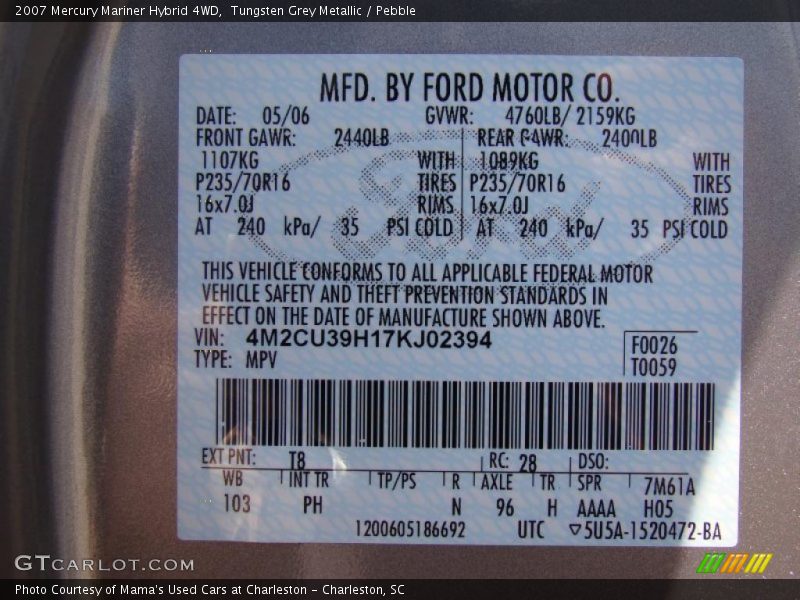 2007 Mercury Mariner Hybrid 4WD, Tungsten Grey Metallic / Pebble
MFD. BY FORD MOTOR CO.
DATE: 05/06 GVWR: 4760LB/ 2159KG
FRONT GAWR: 2440LB REAR GAWR: 2400LB
1107KG WITH 1089KG WITH
P235/70R16 TIRES P235/70R16 TIRES
16x7.0J RIMS 16x7.0J RIMS
AT 240 kPa/ 35 PSI COLD AT 240 kPa/ 35 PSI COLD
Ford
THIS VEHICLE CONFORMS TO ALL APPLICABLE FEDERAL MOTOR
VEHICLE SAFETY AND THEFT PREVENTION STANDARDS IN
EFFECT ON THE DATE OF MANUFACTURE SHOWN ABOVE.
VIN: 4M2CU39H17KJ02394 F0026
TYPE: MPV T0059
EXT PNT: T8 RC: 28 DSO:
WB INT TR TP/PS R AXLE TR SPR 7M61A
103 PH N 96 H AAAA H05
1200605186692 UTC ▽5U5A-1520472-BA
GTCARLOT.COM
Photo Courtesy of Mama's Used Cars at Charleston - Charleston, SC